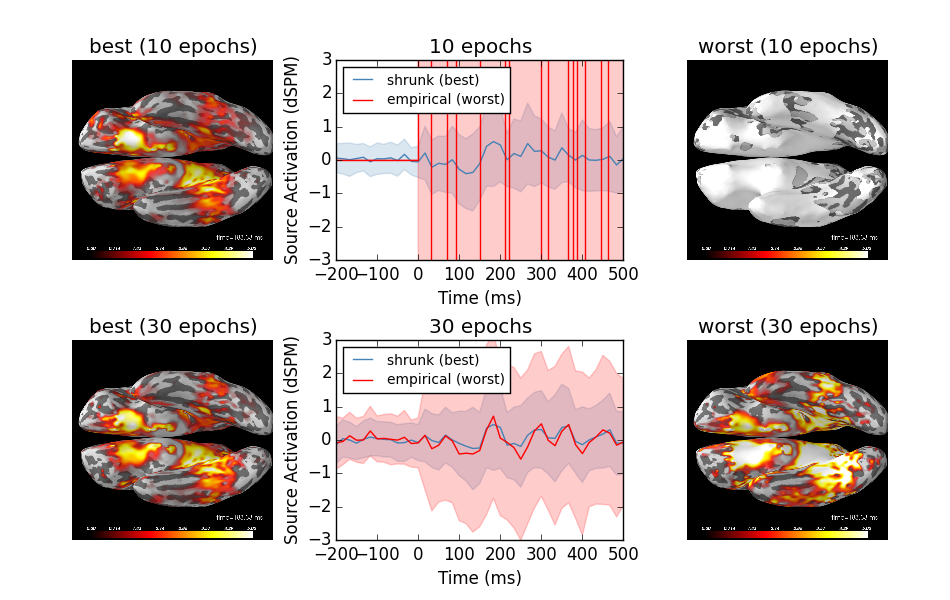 best (10 epochs)
10 epochs
worst (10 epochs)
Source Activation (dSPM)
3
2
1
0
−1
−2
−3
shrunk (best)
empirical (worst)
−200 −100 0 100 200 300 400 500
Time (ms)
best (30 epochs)
30 epochs
worst (30 epochs)
Source Activation (dSPM)
3
2
1
0
−1
−2
−3
shrunk (best)
empirical (worst)
−200 −100 0 100 200 300 400 500
Time (ms)